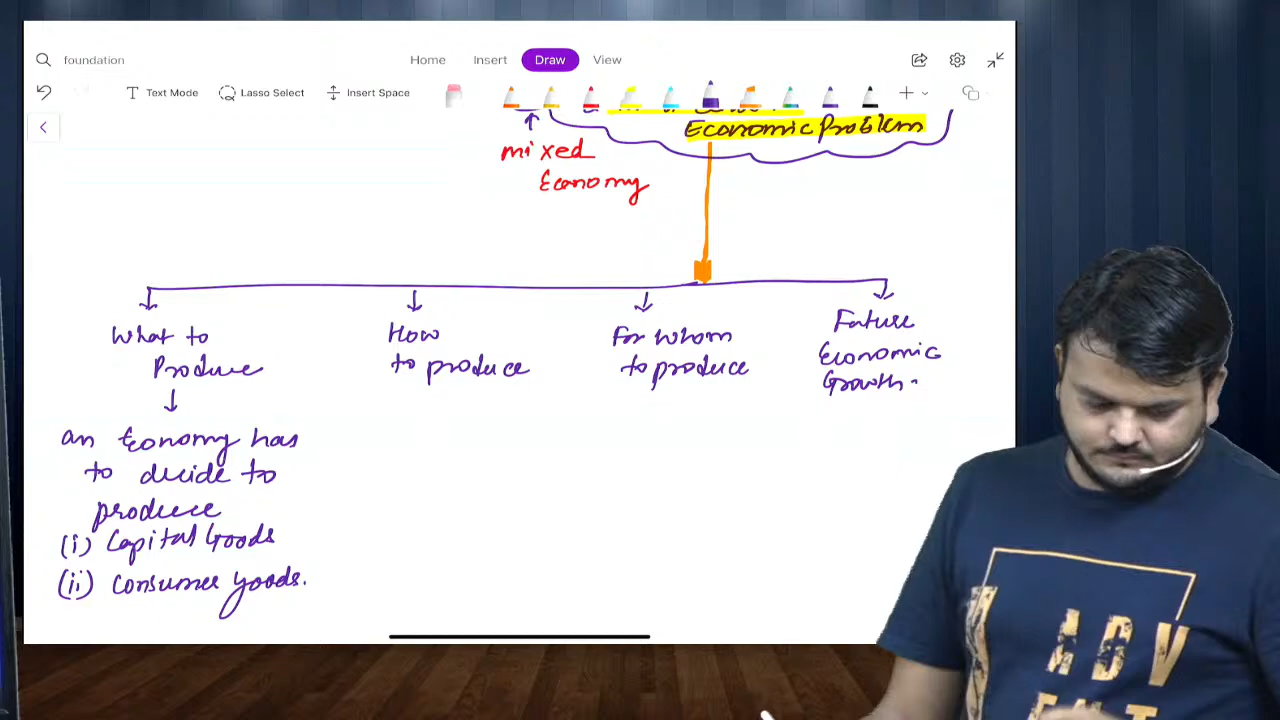 foundation
Home Insert Draw View
Text Mode Lasso Select Insert Space
Economic Problem
mixed
Economy
What to
Produce
How
to produce
For whom
to produce
Future
Economic
Growth.
an Economy has
to decide to
produce
(i) Capital Goods
(ii) Consumer goods.
ADV